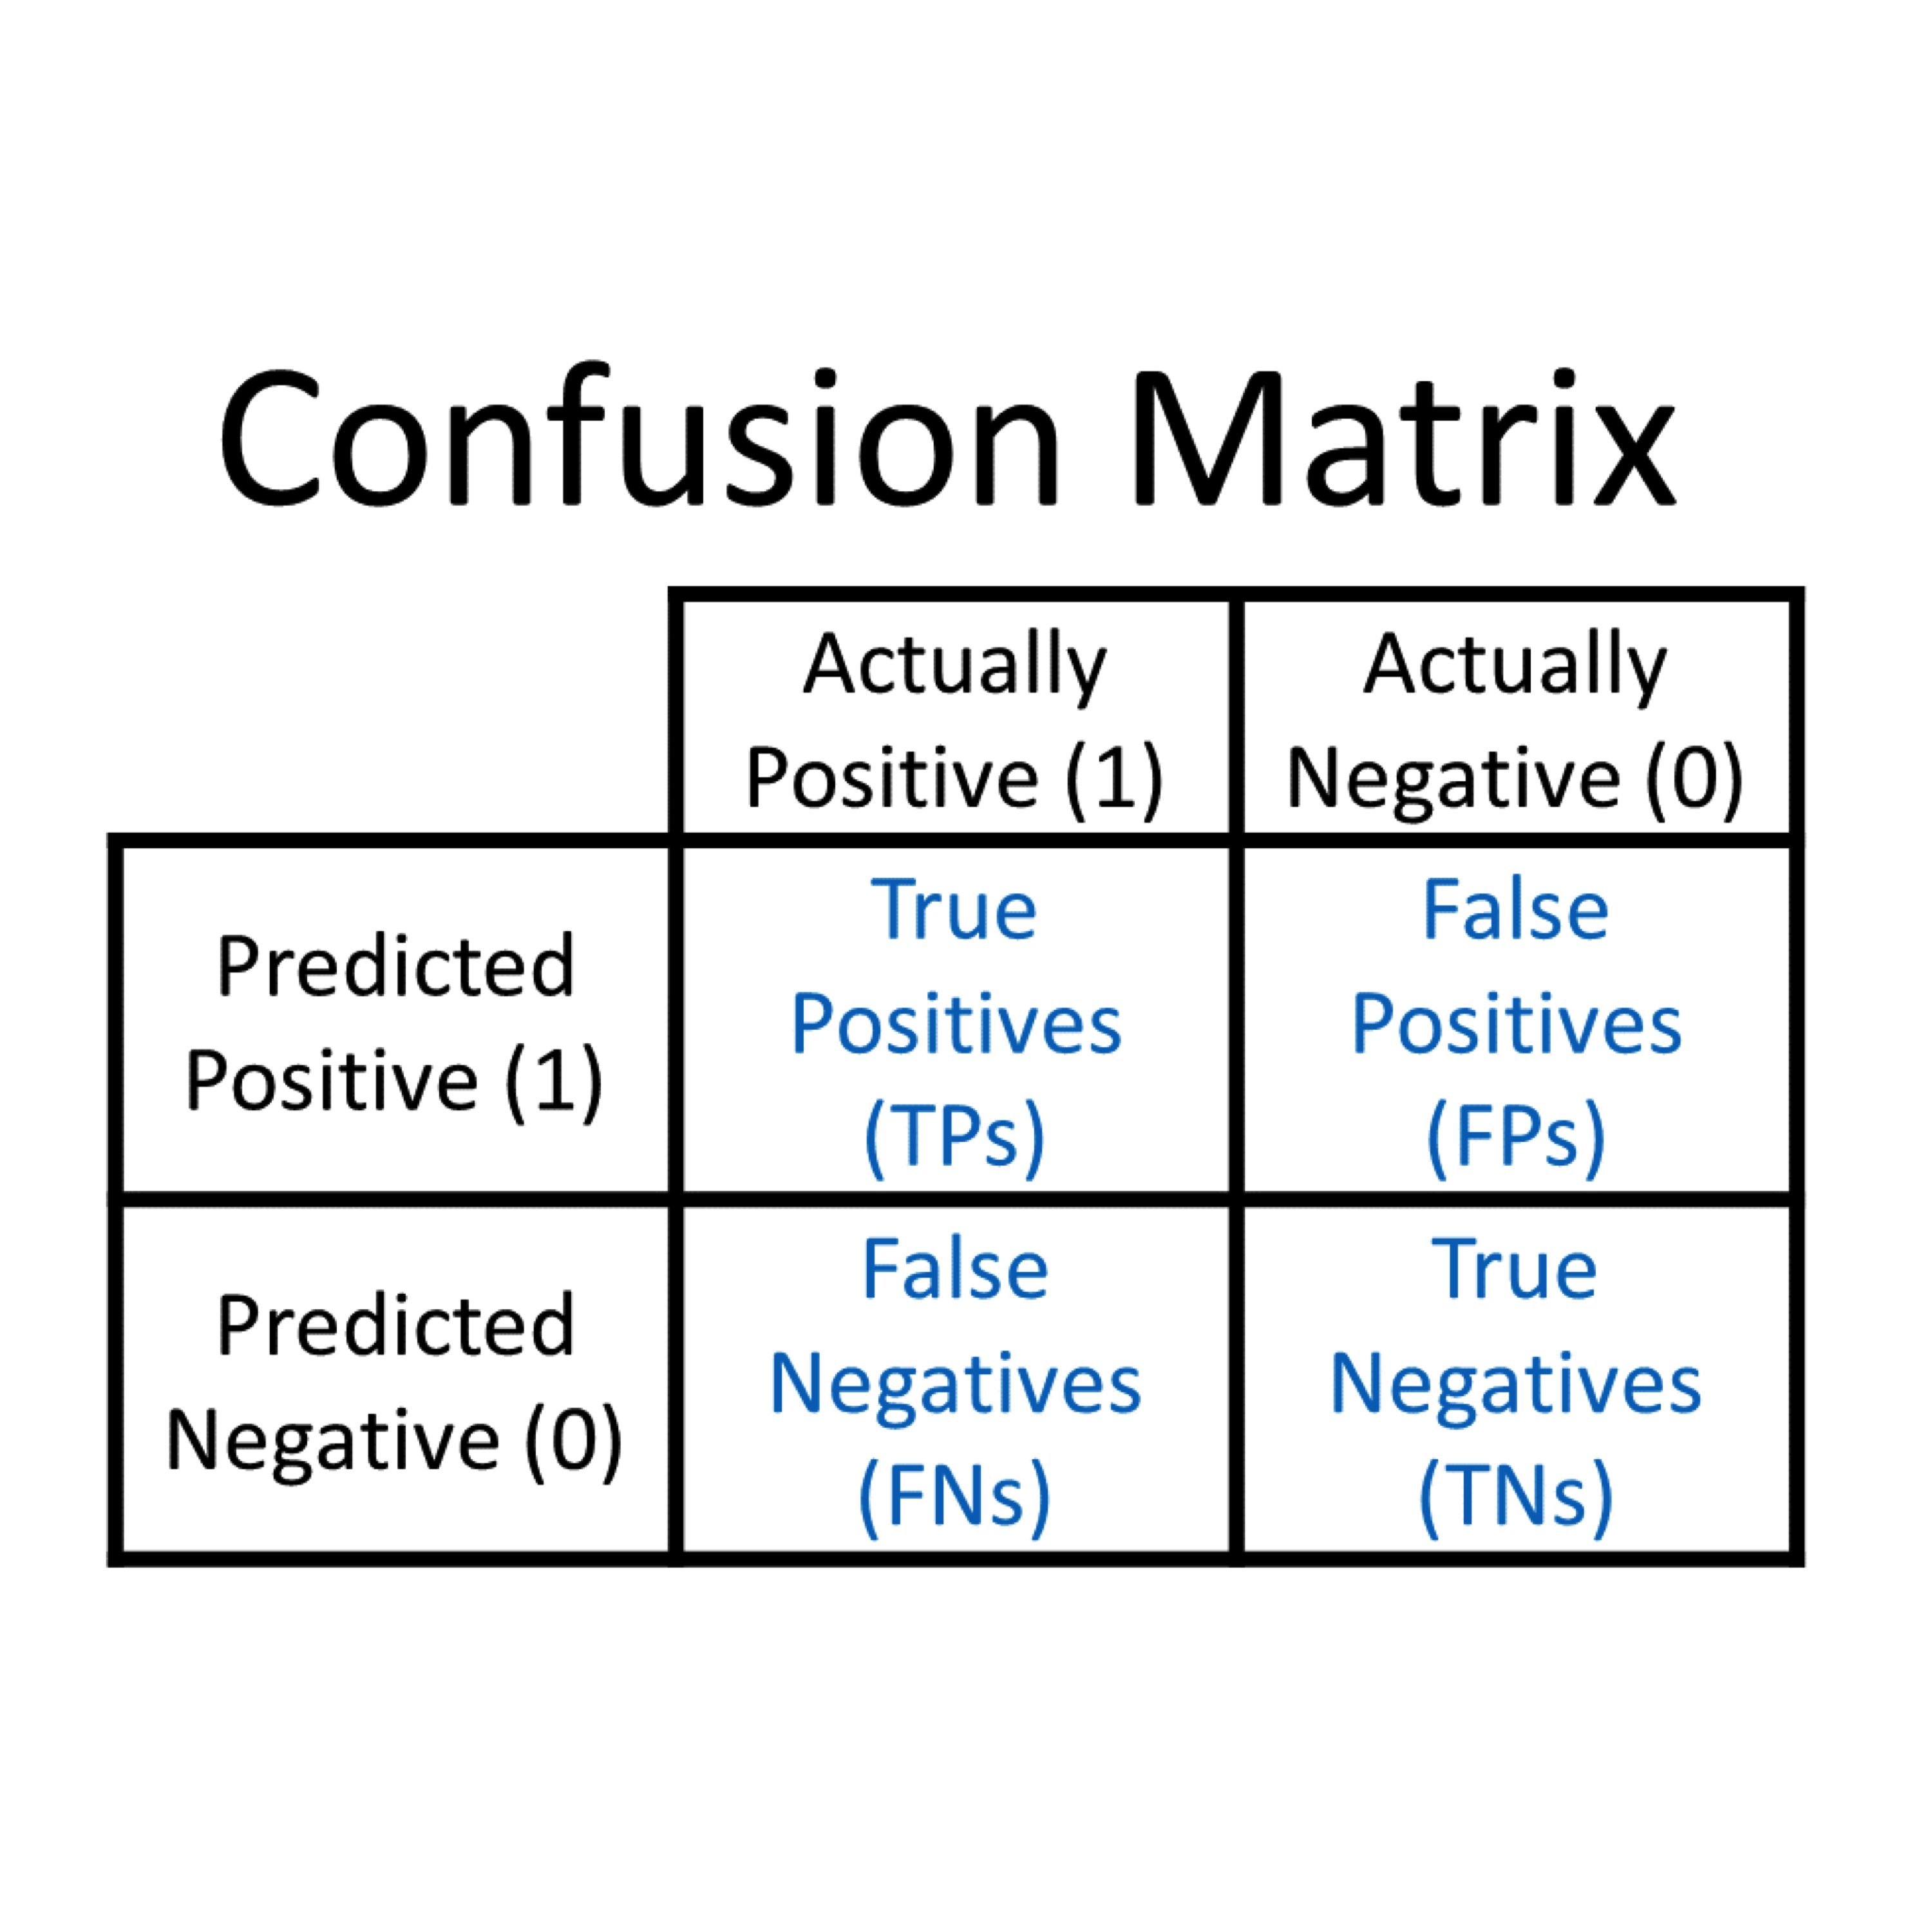 Confusion Matrix
Actually
Positive (1)
Actually
Negative (0)
Predicted
Positive (1)
True
Positives
(TPs)
False
Positives
(FPs)
Predicted
Negative (0)
False
Negatives
(FNs)
True
Negatives
(TNs)